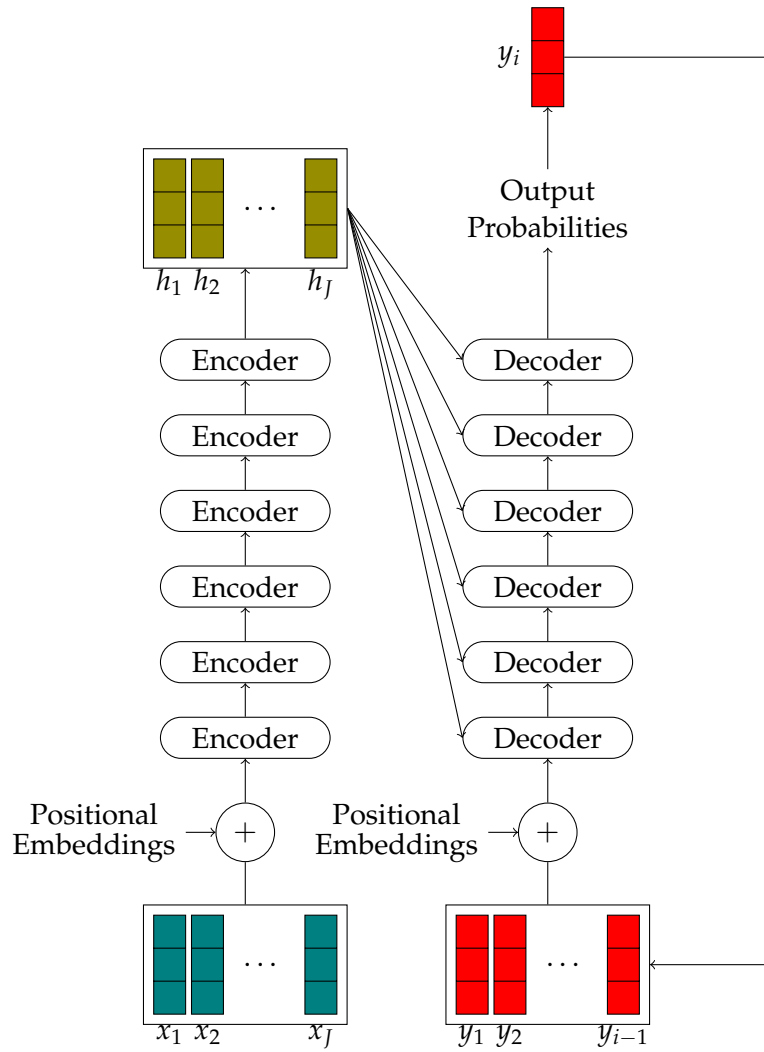 y_i
Output
Probabilities
h_1 h_2 ... h_J
Encoder Decoder
Encoder Decoder
Encoder Decoder
Encoder Decoder
Encoder Decoder
Encoder Decoder
Positional
Embeddings
+
Positional
Embeddings
+
x_1 x_2 ... x_J
y_1 y_2 ... y_{i−1}